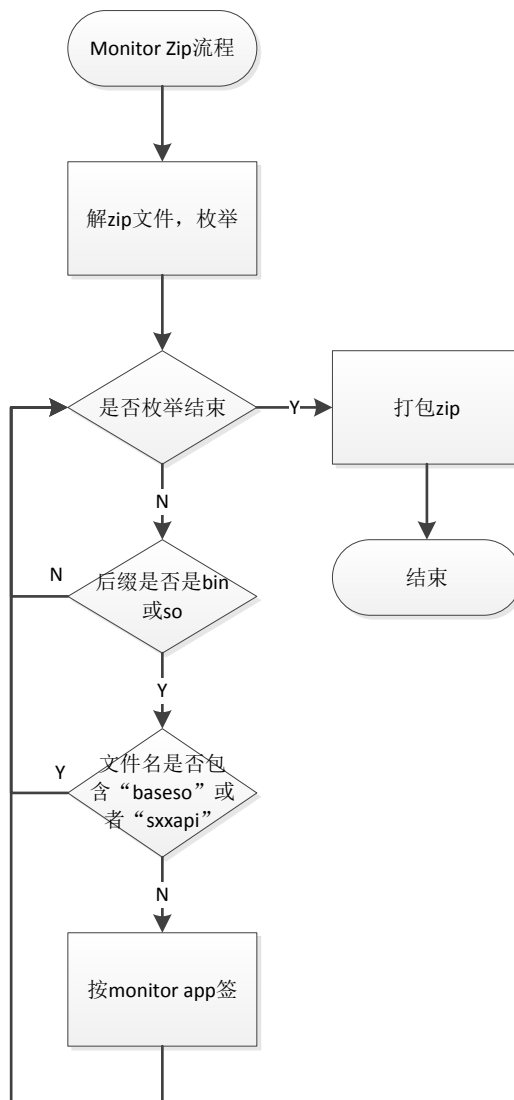 Monitor Zip流程
解zip文件，枚举
是否枚举结束
Y
打包zip
N
后缀是否是bin
或so
N
结束
Y
文件名是否包
含“baseso”或
者“sxxapi”
Y
N
按monitor app签